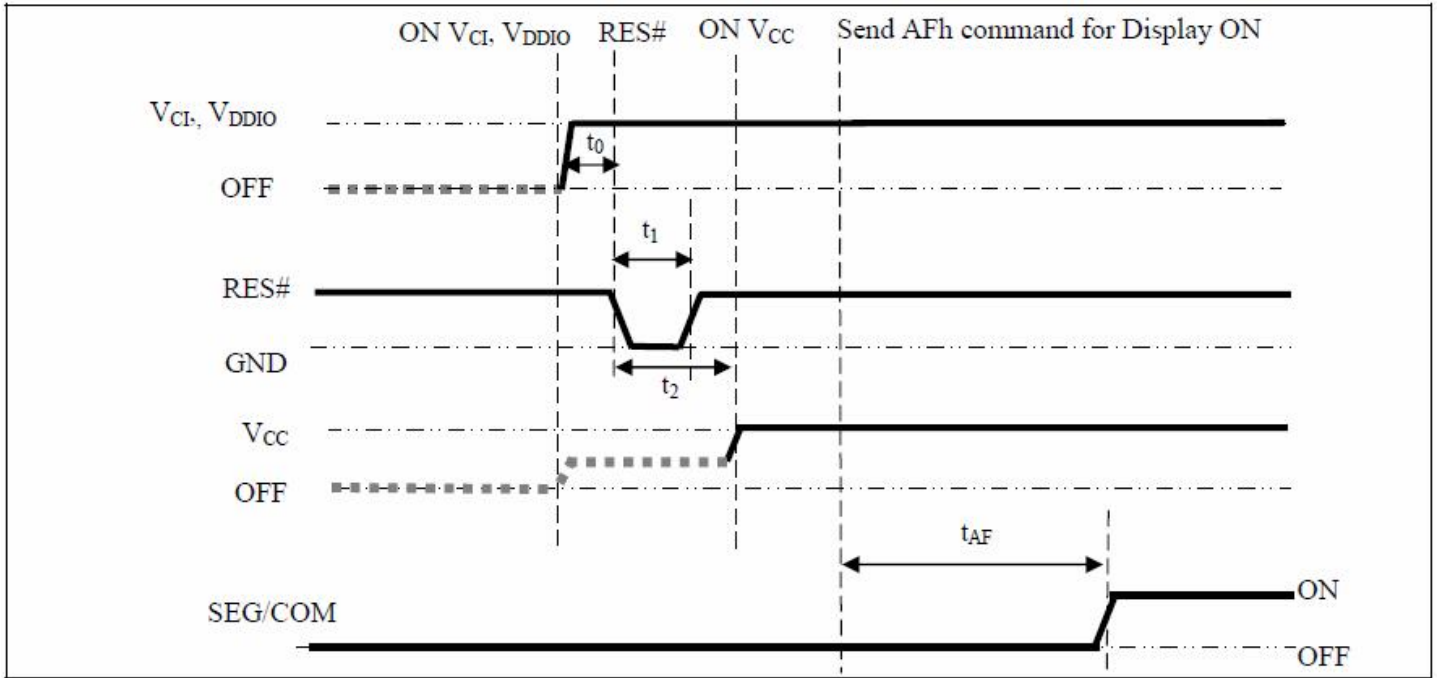 ON VCI, VDDIO RES# ON VCC Send AFh command for Display ON
VCI,, VDDIO
t0
OFF
t1
RES#
GND
t2
VCC
OFF
tAF
SEG/COM
ON
OFF